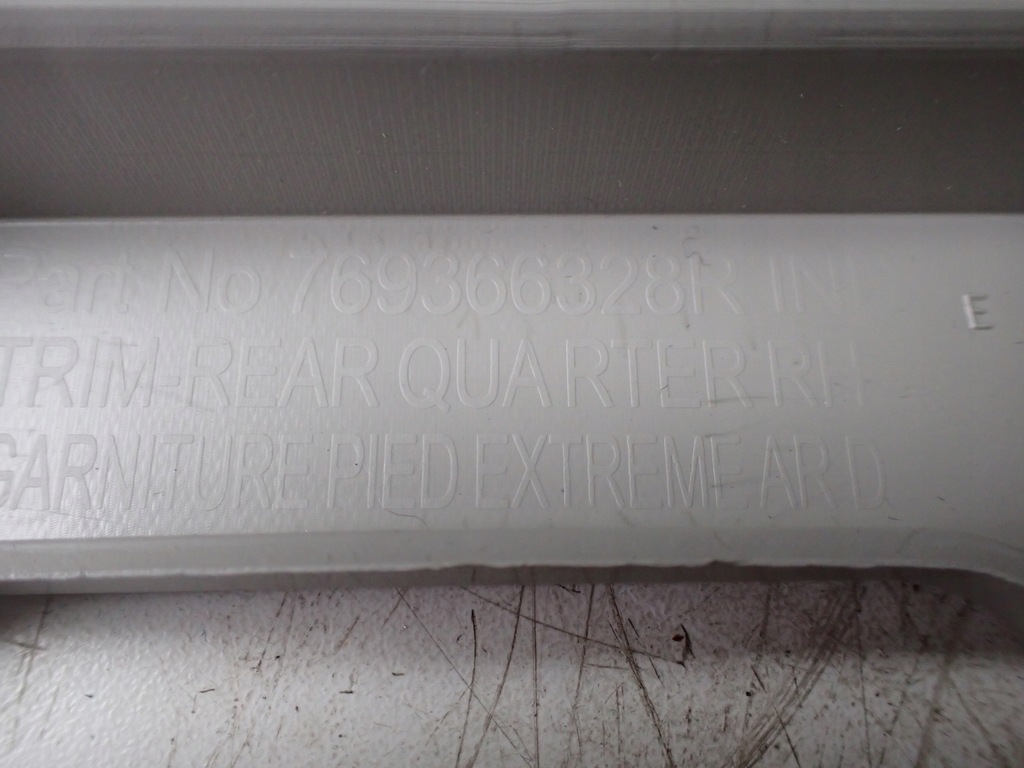 Part No 769366328R IN
TRIM-REAR QUARTER RH
GARNITURE PIED EXTREME AR D
E